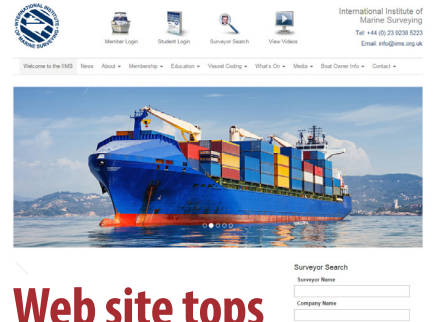 INTERNATIONAL INSTITUTE OF MARINE SURVEYING
Member Login
Student Login
Surveyor Search
View Videos
International Institute of
Marine Surveying
Tel: +44 (0) 23 9238 5223
Email: info@iims.org.uk
Welcome to the IIMS News About Membership Education Vessel Coding What's On Media Boat Owner Info Contact
Surveyor Search
Surveyor Name
Company Name
Web site tops